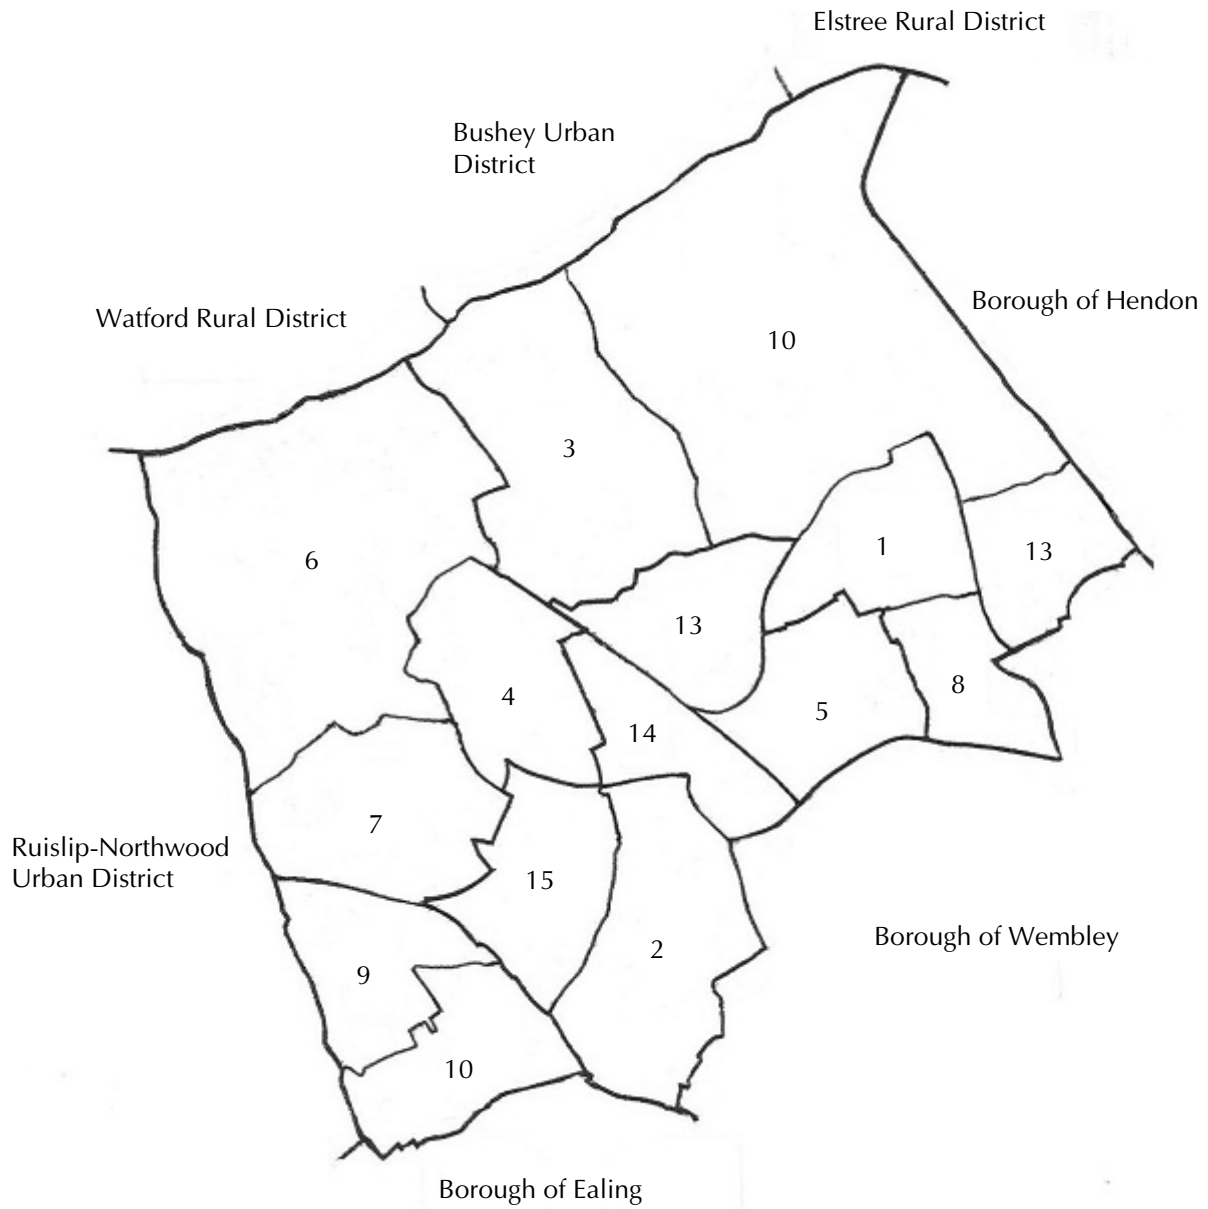 Elstree Rural District
Bushey Urban
District
Borough of Hendon
Watford Rural District
10
3
1
13
6
13
8
4
5
14
7
Ruislip-Northwood
Urban District
15
Borough of Wembley
2
9
10
Borough of Ealing